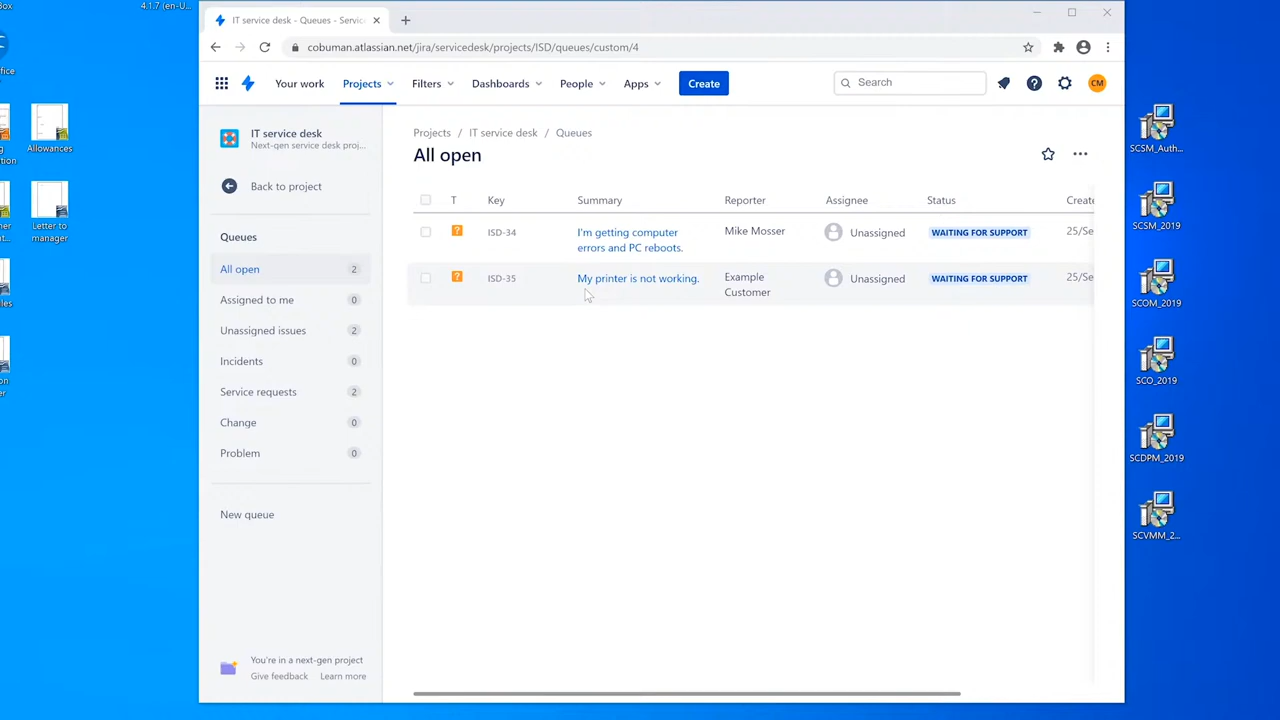 Box
4.1.7 (en-U...
IT service desk - Queues - Servic
cobuman.atlassian.net/jira/servicedesk/projects/ISD/queues/custom/4
Your work
Projects
Filters
Dashboards
People
Apps
Create
Search
CM
IT service desk
Next-gen service desk proj...
Back to project
Queues
All open 2
Assigned to me 0
Unassigned issues 2
Incidents 0
Service requests 2
Change 0
Problem 0
New queue
You're in a next-gen project
Give feedback Learn more
Projects / IT service desk / Queues
All open
T Key Summary Reporter Assignee Status Create
? ISD-34 I'm getting computer errors and PC reboots. Mike Mosser Unassigned WAITING FOR SUPPORT 25/Se
? ISD-35 My printer is not working. Example Customer Unassigned WAITING FOR SUPPORT 25/Se
Allowances
Letter to
manager
SCSM_Auth...
SCSM_2019
SCOM_2019
SCO_2019
SCDPM_2019
SCVMM_2...